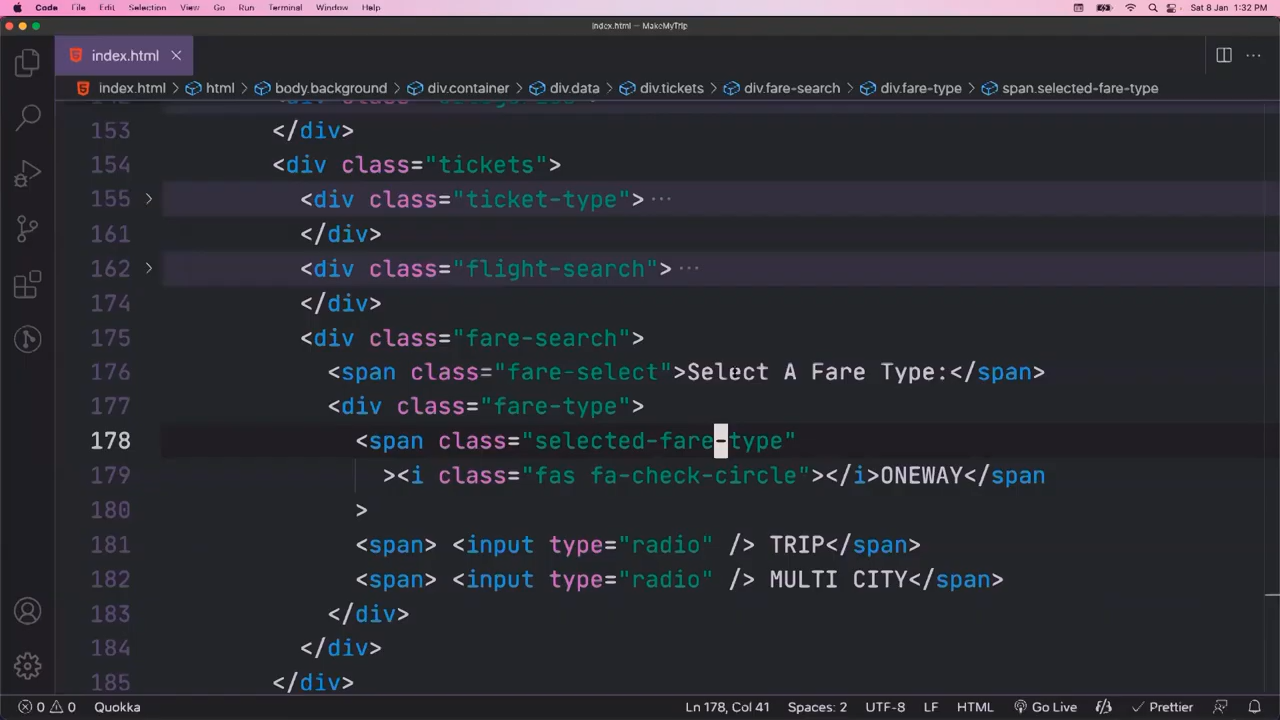 Code File Edit Selection View Go Run Terminal Window Help Sat 8 Jan 1:32 PM
index.html — MakeMyTrip
index.html
index.html > html > body.background > div.container > div.data > div.tickets > div.fare-search > div.fare-type > span.selected-fare-type
153 </div>
154 <div class="tickets">
155 <div class="ticket-type"> ···
161 </div>
162 <div class="flight-search"> ···
174 </div>
175 <div class="fare-search">
176 <span class="fare-select">Select A Fare Type:</span>
177 <div class="fare-type">
178 <span class="selected-fare-type"
179 ><i class="fas fa-check-circle"></i>ONEWAY</span
180 >
181 <span> <input type="radio" /> TRIP</span>
182 <span> <input type="radio" /> MULTI CITY</span>
183 </div>
184 </div>
185 </div>
0 0 Quokka Ln 178, Col 41 Spaces: 2 UTF-8 LF HTML Go Live Prettier